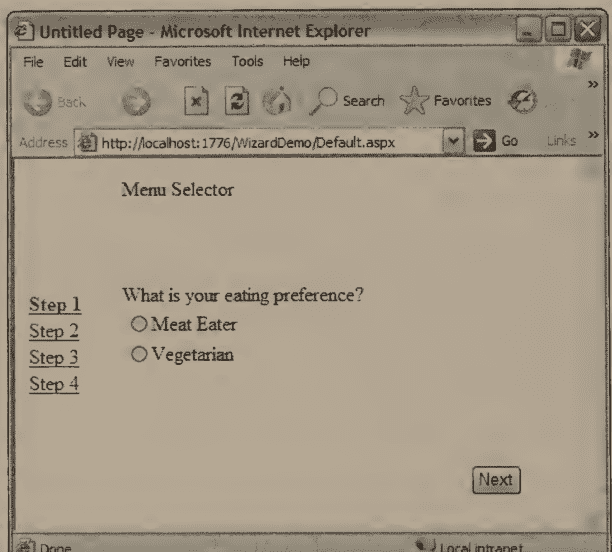 Untitled Page - Microsoft Internet Explorer
File Edit View Favorites Tools Help
Back Search Favorites »
Address http://localhost:1776/WizardDemo/Default.aspx Go Links »
Menu Selector
What is your eating preference?
Step 1
Meat Eater
Step 2
Step 3
Vegetarian
Step 4
Next
Done Local intranet